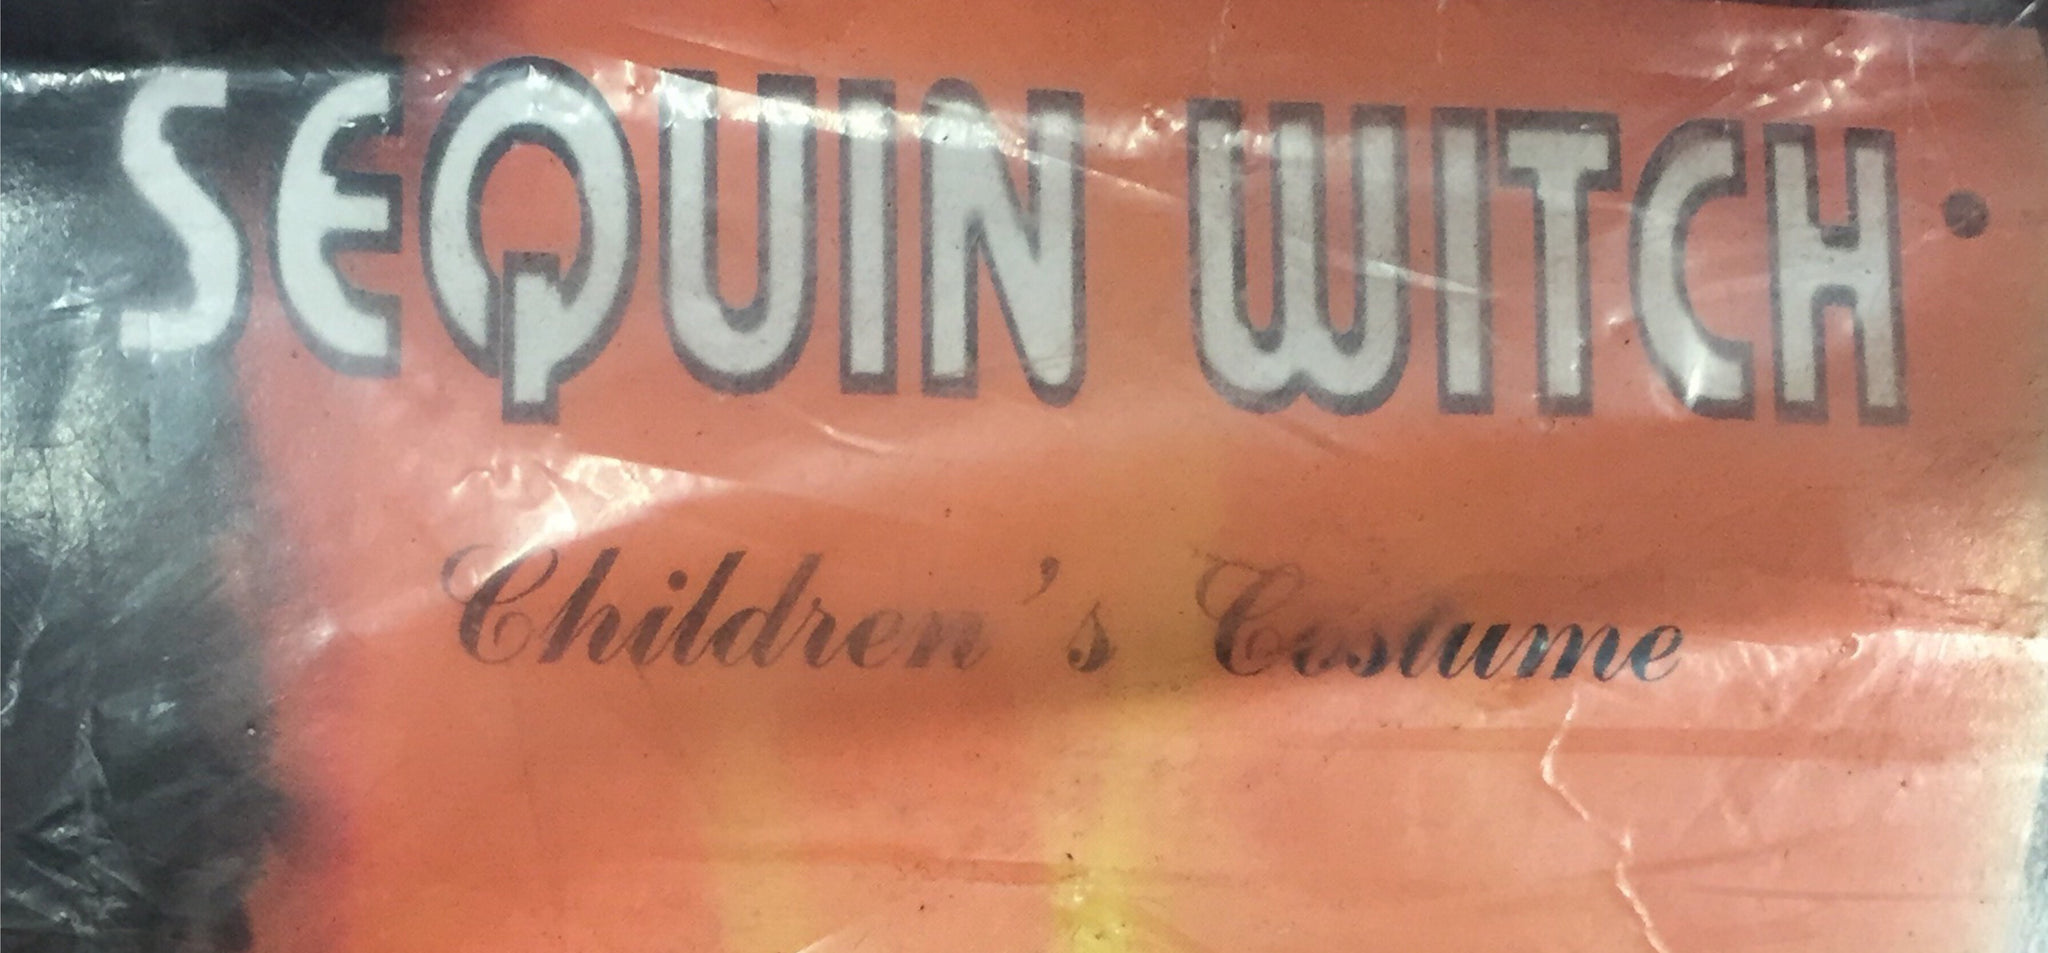 SEQUIN WITCH
Children's Costume